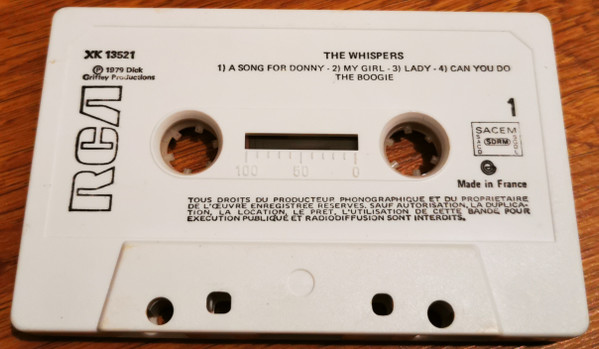 XK 13521
℗ 1979 Dick
Griffey Productions
RCA
THE WHISPERS
1) A SONG FOR DONNY - 2) MY GIRL - 3) LADY - 4) CAN YOU DO
THE BOOGIE
1
SACEM
SDRM
100 50 0
Made in France
TOUS DROITS DU PRODUCTEUR PHONOGRAPHIQUE ET DU PROPRIETAIRE
DE L'ŒUVRE ENREGISTREE RESERVES. SAUF AUTORISATION, LA DUPLICA-
TION, LA LOCATION, LE PRET, L'UTILISATION DE CETTE BANDE POUR
EXECUTION PUBLIQUE ET RADIODIFFUSION SONT INTERDITS.